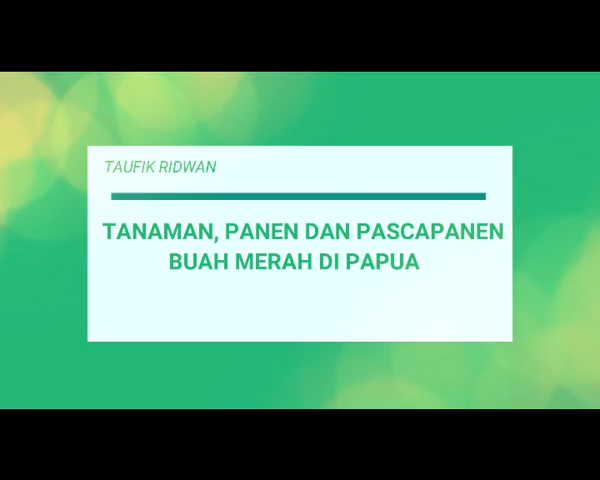 TAUFIK RIDWAN
TANAMAN, PANEN DAN PASCAPANEN
BUAH MERAH DI PAPUA